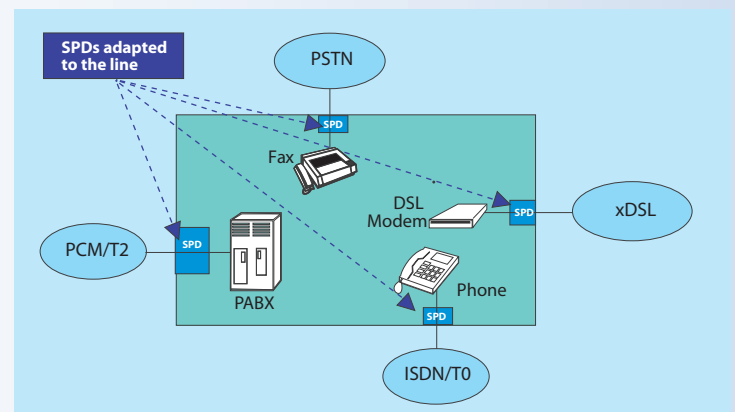 SPDs adapted
to the line
PSTN
SPD
Fax
DSL
Modem
SPD
xDSL
PCM/T2
SPD
PABX
Phone
SPD
ISDN/T0